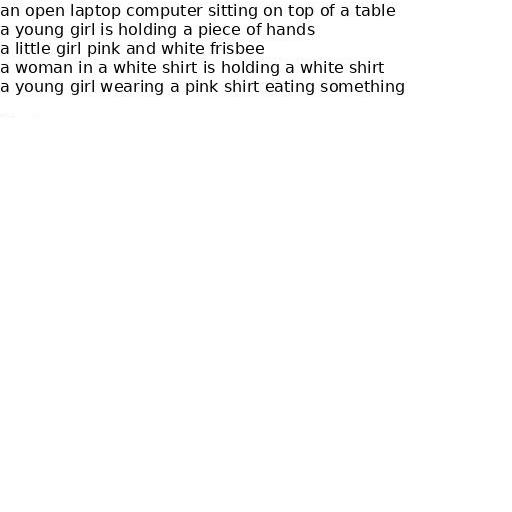 an open laptop computer sitting on top of a table
a young girl is holding a piece of hands
a little girl pink and white frisbee
a woman in a white shirt is holding a white shirt
a young girl wearing a pink shirt eating something